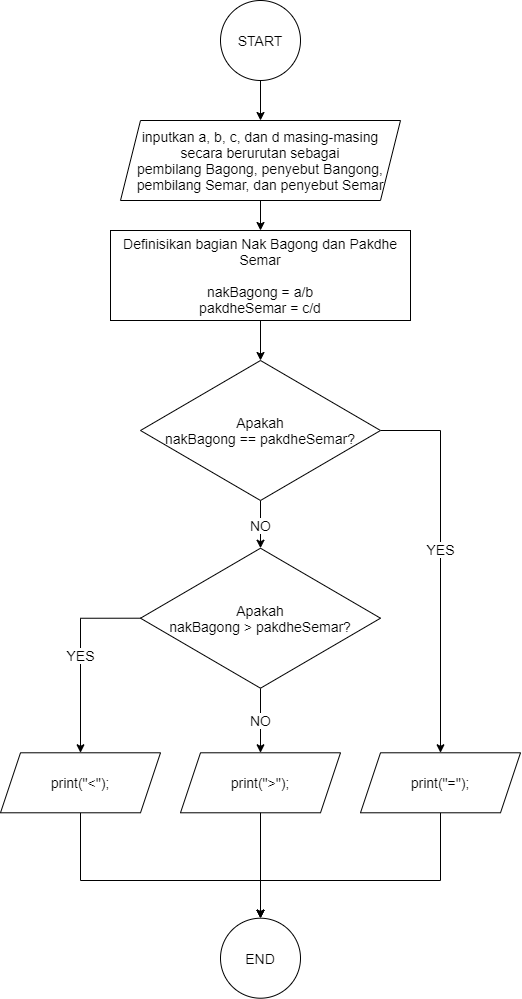 START
inputkan a, b, c, dan d masing-masing
secara berurutan sebagai
pembilang Bagong, penyebut Bangong,
pembilang Semar, dan penyebut Semar
Definisikan bagian Nak Bagong dan Pakdhe
Semar
nakBagong = a/b
pakdheSemar = c/d
Apakah
nakBagong == pakdheSemar?
NO
YES
Apakah
nakBagong > pakdheSemar?
YES
NO
print("<");
print(">");
print("=");
END